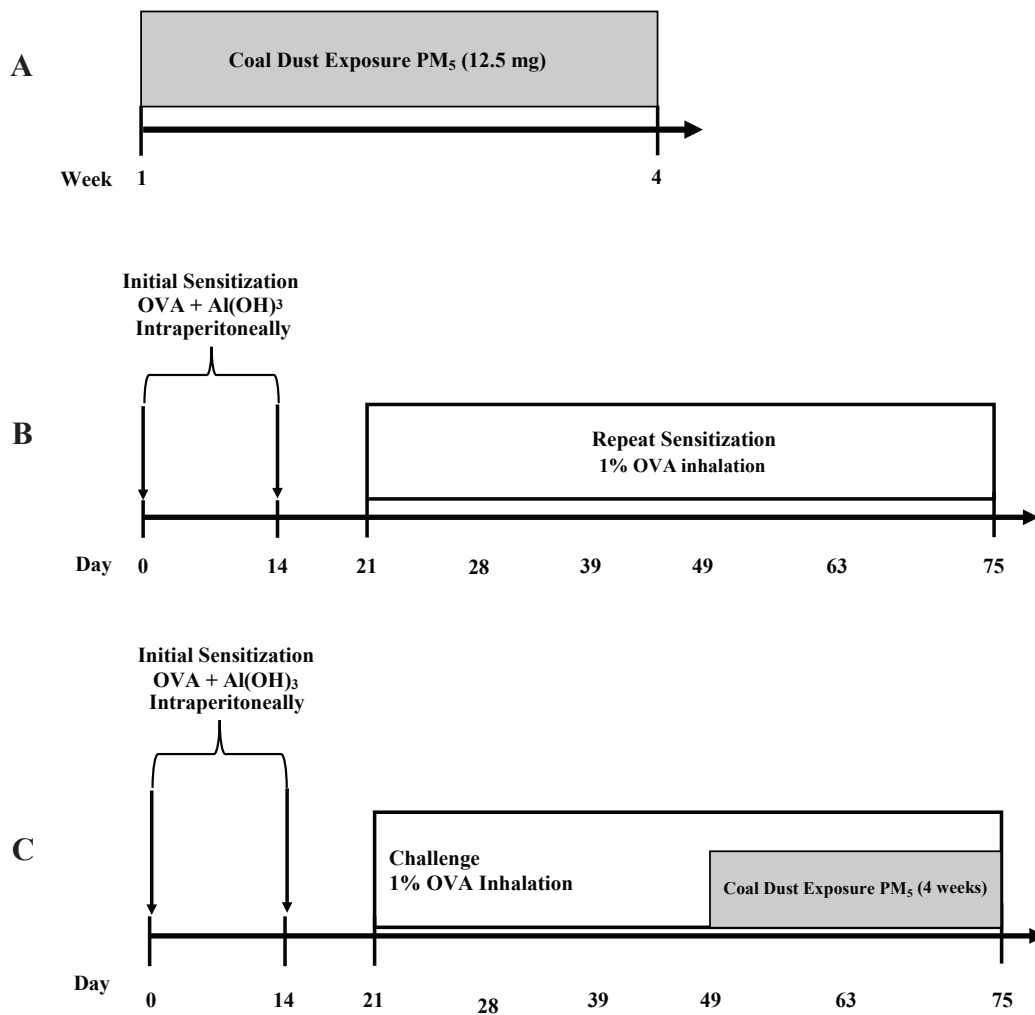 A
Coal Dust Exposure PM₅ (12.5 mg)
Week 1 4
Initial Sensitization
OVA + Al(OH)³
Intraperitoneally
B
Repeat Sensitization
1% OVA inhalation
Day 0 14 21 28 39 49 63 75
Initial Sensitization
OVA + Al(OH)₃
Intraperitoneally
C
Challenge
1% OVA Inhalation
Coal Dust Exposure PM₅ (4 weeks)
Day 0 14 21 28 39 49 63 75